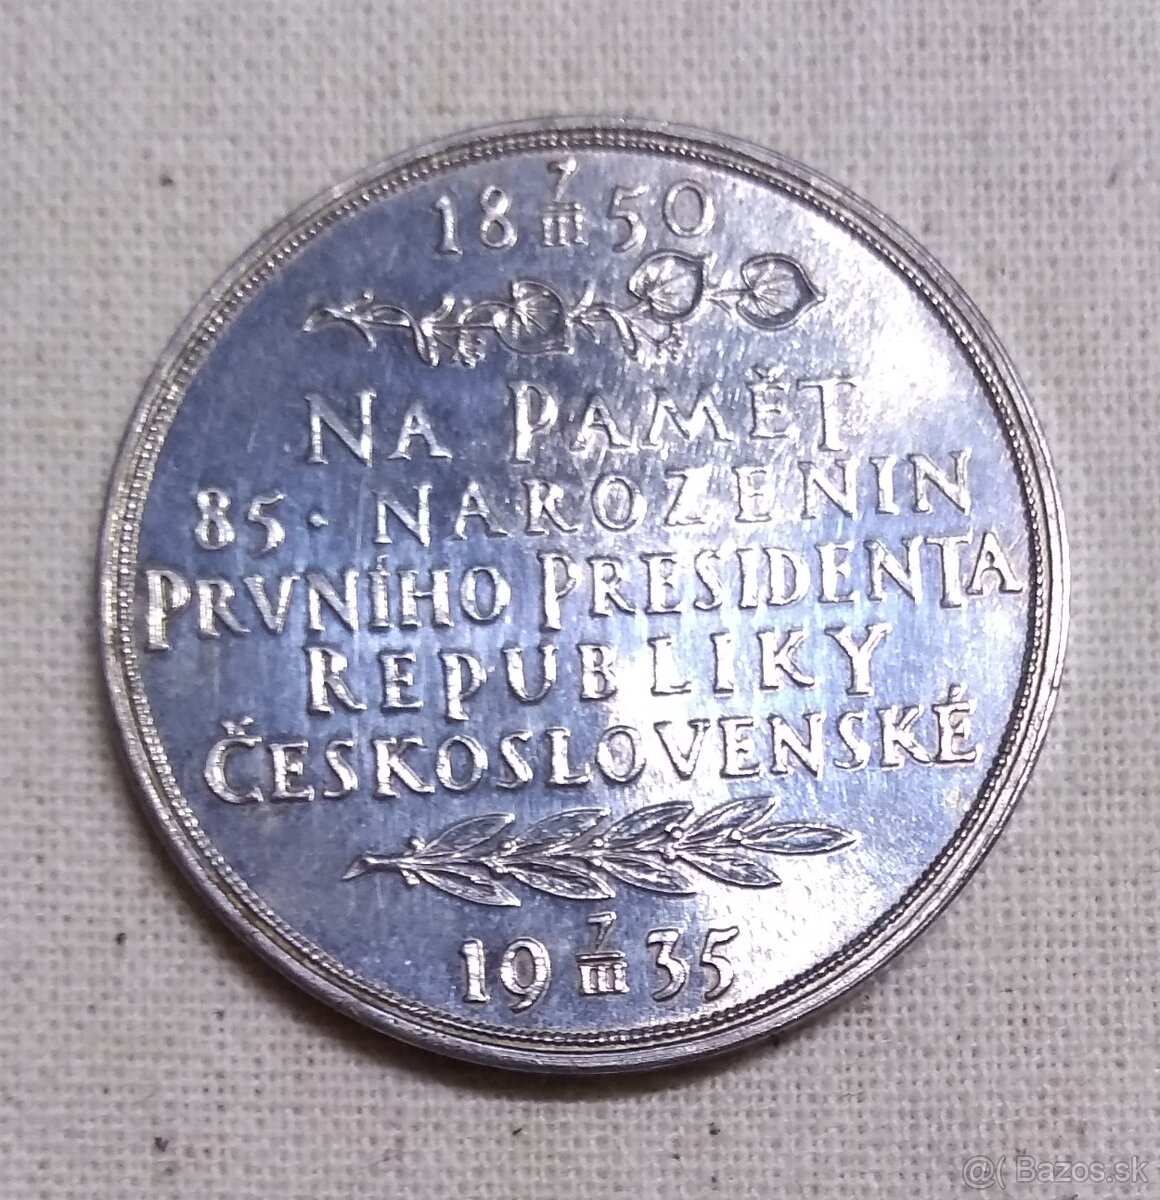 18 7/III 50
NA PAMĚT
85. NAROZENIN
PRVNÍHO PRESIDENTA
REPUBLIKY
ČESKOSLOVENSKÉ
19 7/III 35
@( Bazos.sk